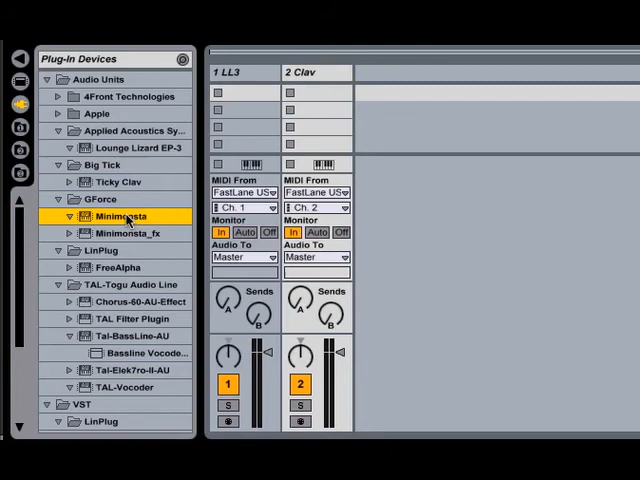 Plug-In Devices
Audio Units
4Front Technologies
Apple
Applied Acoustics Sy...
Lounge Lizard EP-3
Big Tick
Ticky Clav
GForce
Minimonsta
Minimonsta_fx
LinPlug
FreeAlpha
TAL-Togu Audio Line
Chorus-60-AU-Effect
TAL Filter Plugin
Tal-BassLine-AU
Bassline Vocode...
Tal-Elek7ro-II-AU
TAL-Vocoder
VST
LinPlug
1
2
3
1 LL3 2 Clav
MIDI From MIDI From
FastLane US FastLane US
Ch. 1 Ch. 2
Monitor Monitor
In Auto Off In Auto Off
Audio To Audio To
Master Master
Sends Sends
A B A B
1 2
S S